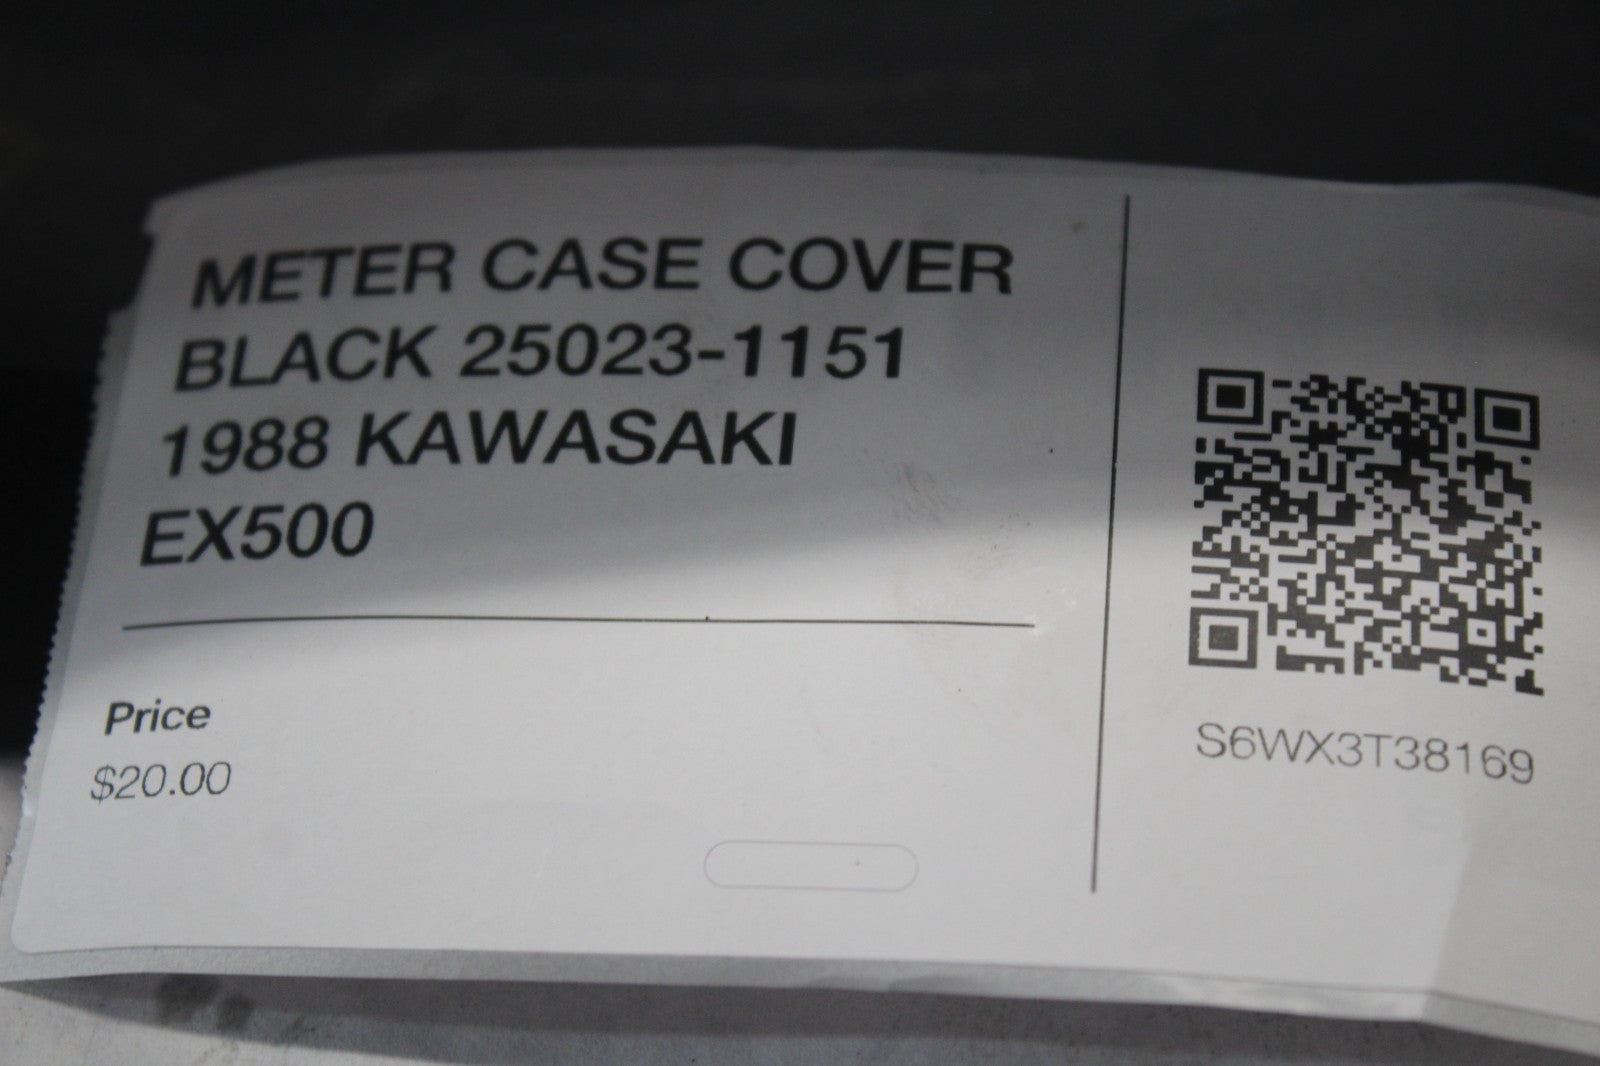 METER CASE COVER
BLACK 25023-1151
1988 KAWASAKI
EX500
Price
$20.00
S6WX3T38169